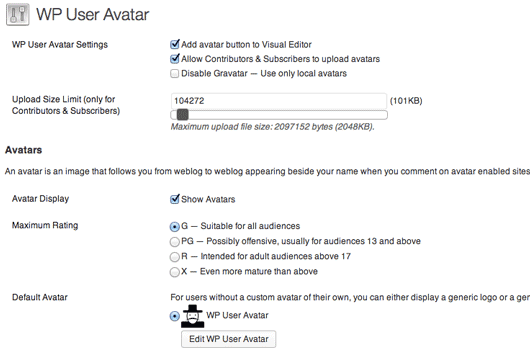 WP User Avatar
WP User Avatar Settings
Add avatar button to Visual Editor
Allow Contributors & Subscribers to upload avatars
Disable Gravatar — Use only local avatars
Upload Size Limit (only for
Contributors & Subscribers)
104272 (101KB)
Maximum upload file size: 2097152 bytes (2048KB).
Avatars
An avatar is an image that follows you from weblog to weblog appearing beside your name when you comment on avatar enabled sites
Avatar Display
Show Avatars
Maximum Rating
G — Suitable for all audiences
PG — Possibly offensive, usually for audiences 13 and above
R — Intended for adult audiences above 17
X — Even more mature than above
Default Avatar
For users without a custom avatar of their own, you can either display a generic logo or a ger
WP User Avatar
Edit WP User Avatar